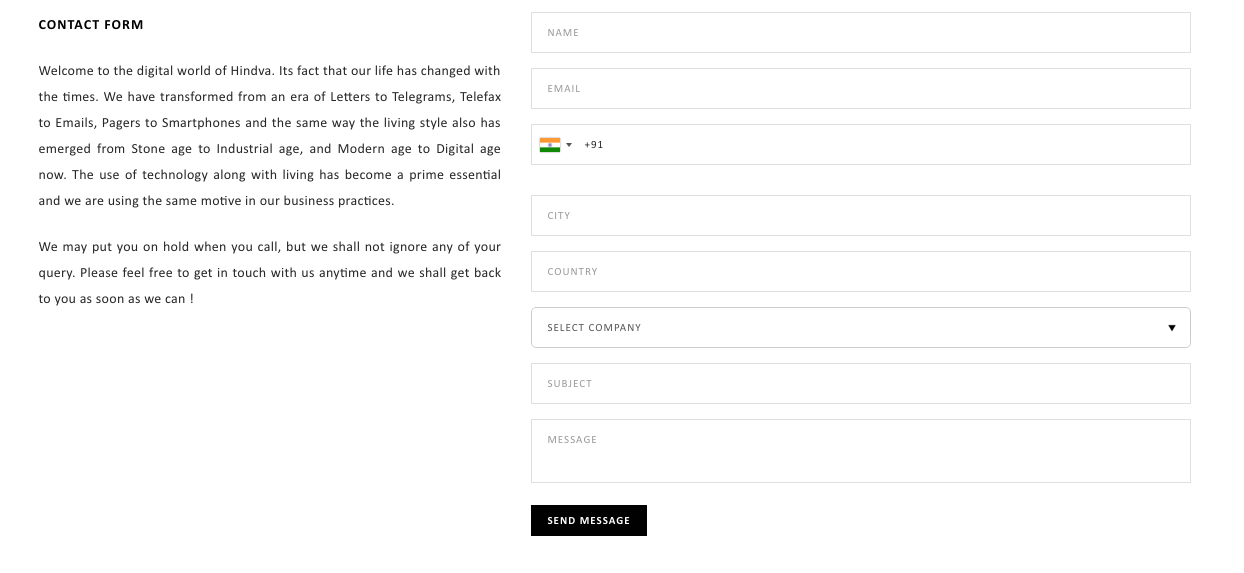 CONTACT FORM
Welcome to the digital world of Hindva. Its fact that our life has changed with
the times. We have transformed from an era of Letters to Telegrams, Telefax
to Emails, Pagers to Smartphones and the same way the living style also has
emerged from Stone age to Industrial age, and Modern age to Digital age
now. The use of technology along with living has become a prime essential
and we are using the same motive in our business practices.
We may put you on hold when you call, but we shall not ignore any of your
query. Please feel free to get in touch with us anytime and we shall get back
to you as soon as we can !
NAME
EMAIL
+91
CITY
COUNTRY
SELECT COMPANY
SUBJECT
MESSAGE
SEND MESSAGE